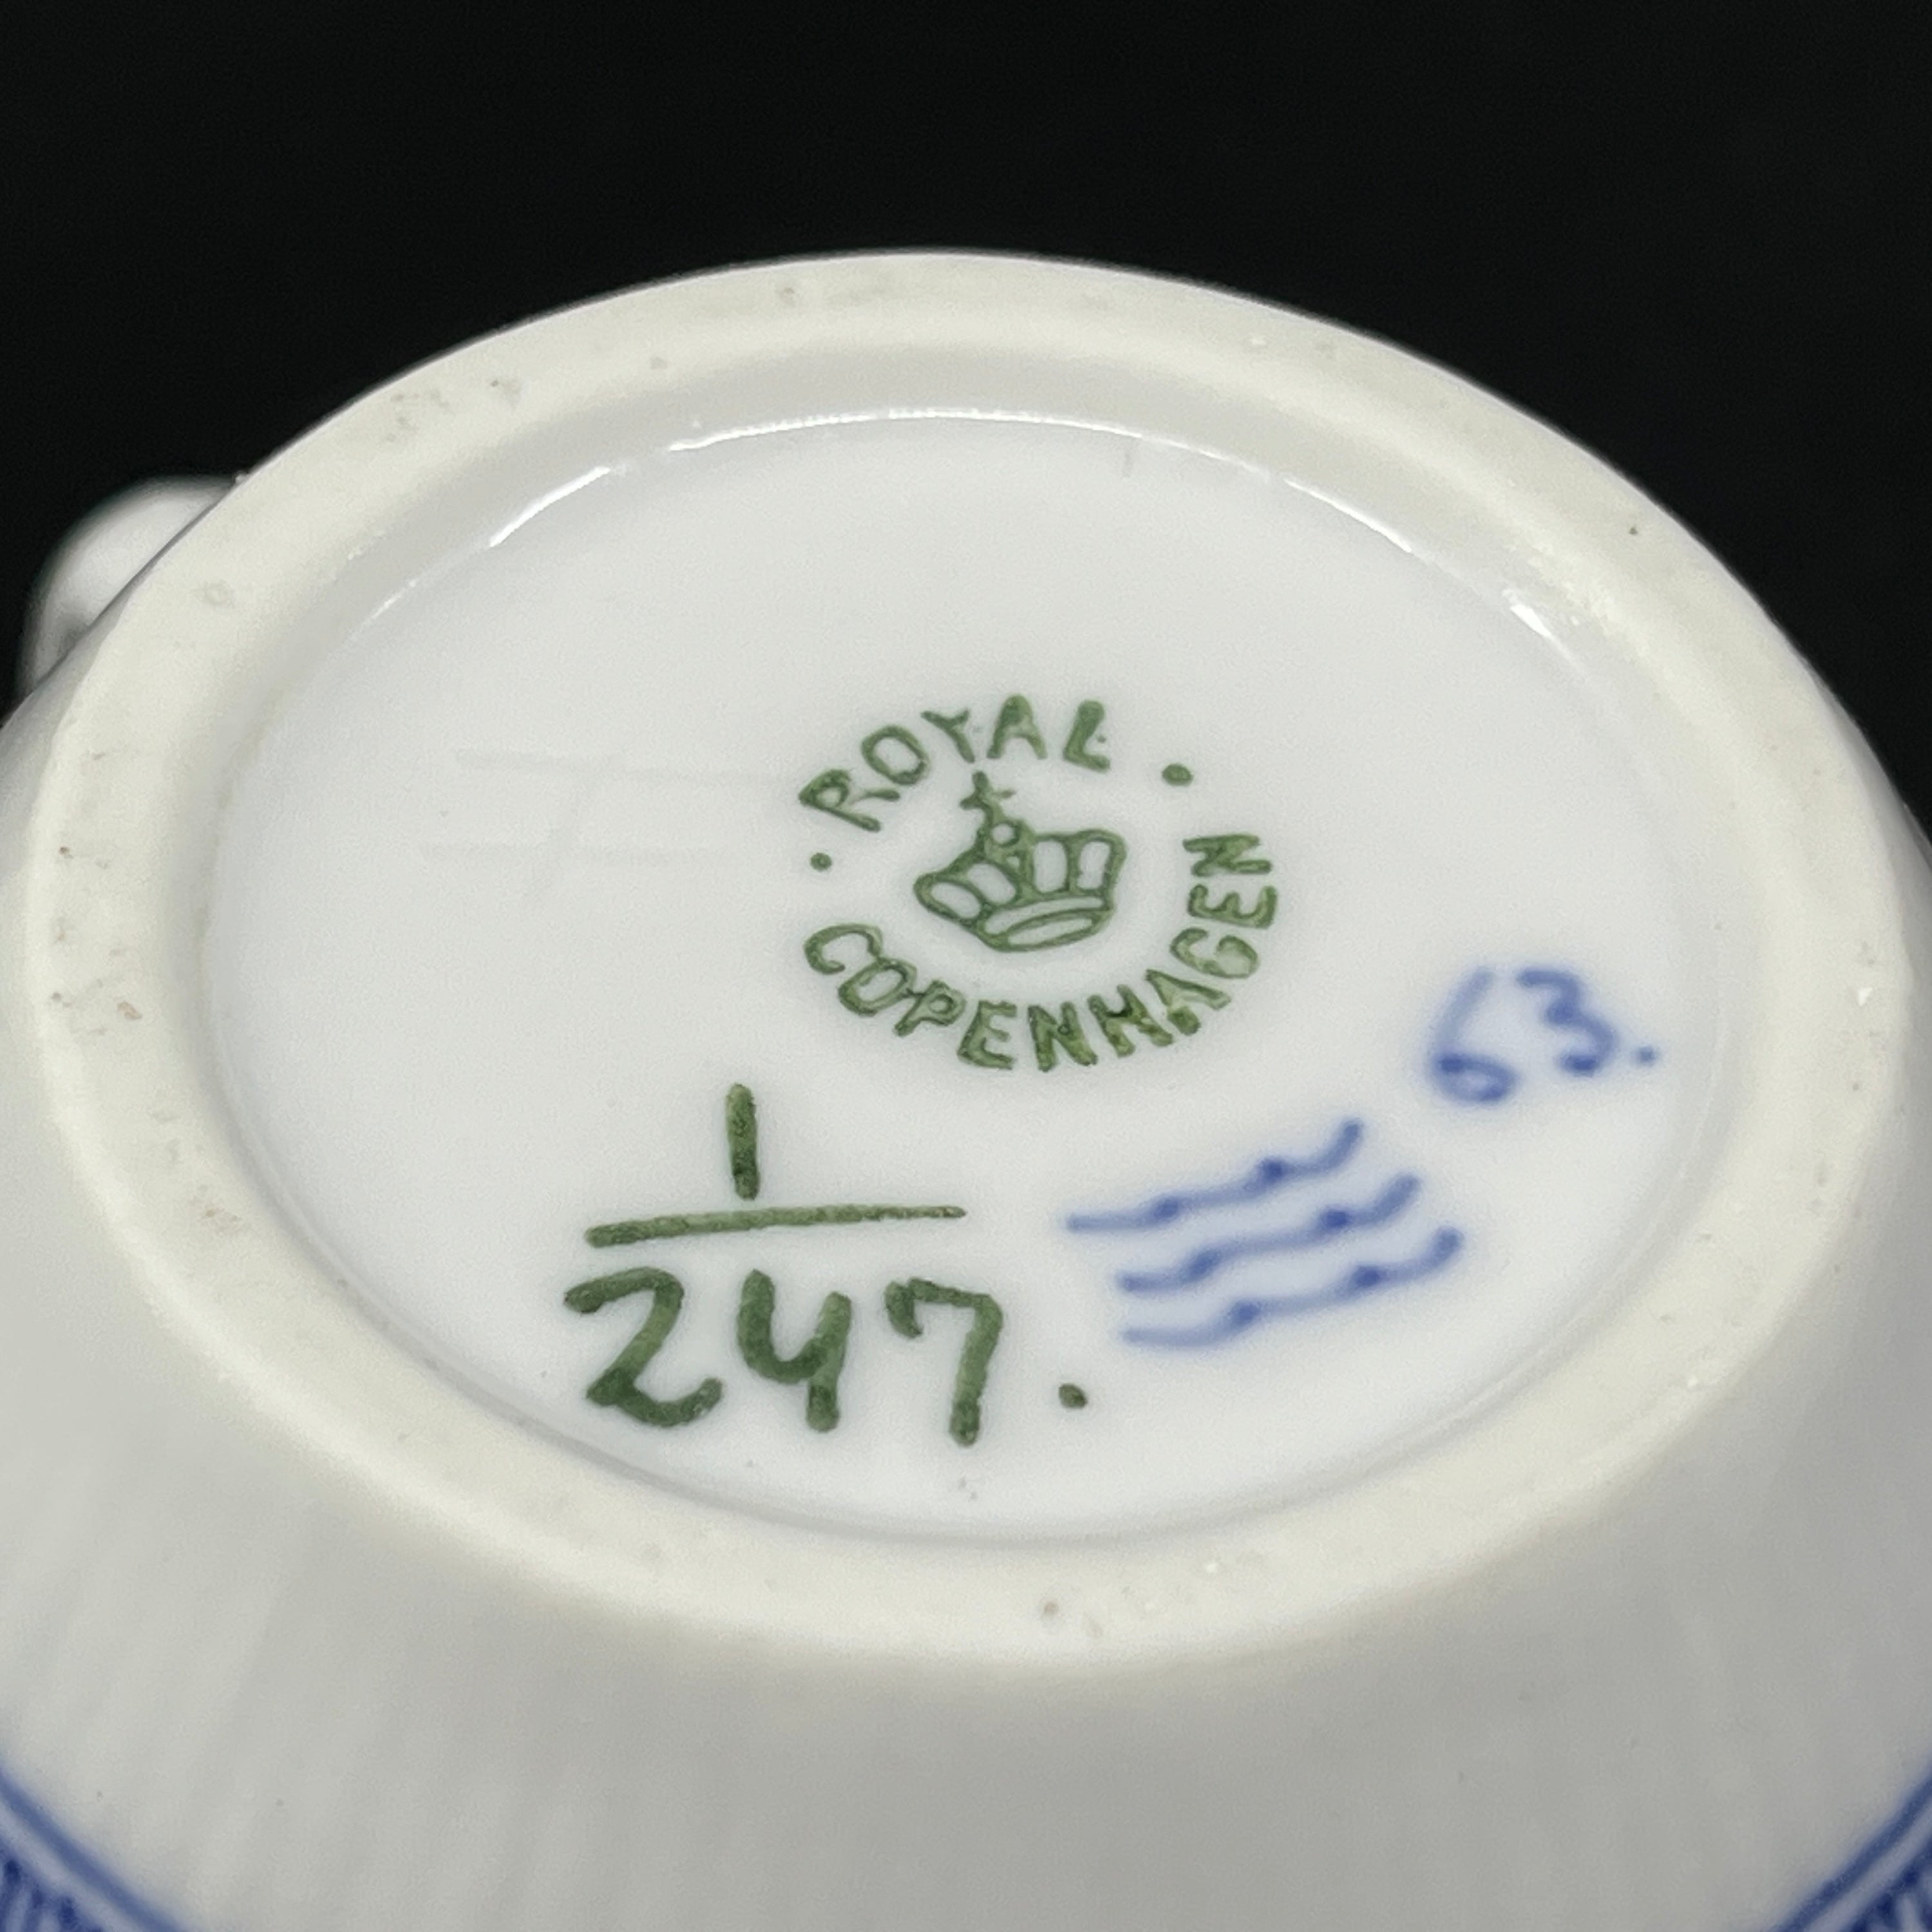 · ROYAL ·
COPENHAGEN
63.
1
247.